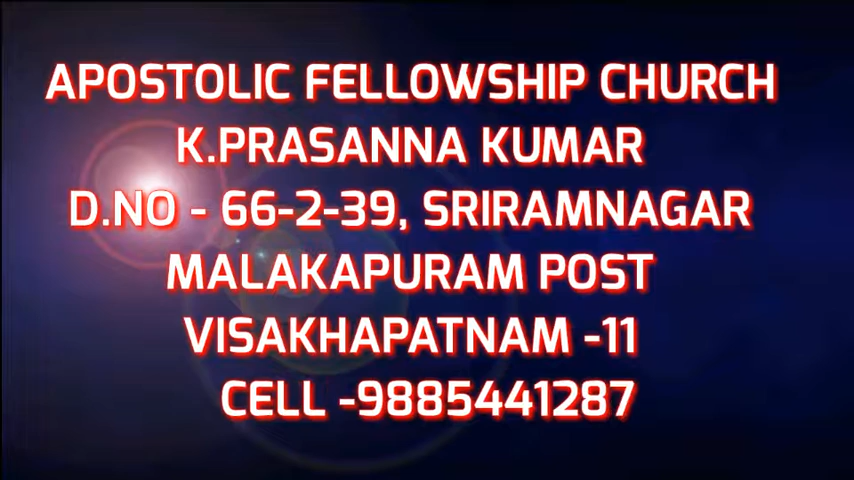 APOSTOLIC FELLOWSHIP CHURCH
K.PRASANNA KUMAR
D.NO - 66-2-39, SRIRAMNAGAR
MALAKAPURAM POST
VISAKHAPATNAM -11
CELL -9885441287